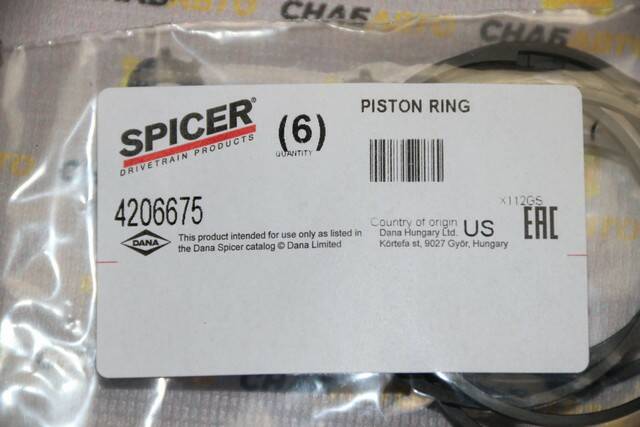 СНАБАВТО
СНАБАВТО
SPICER®
DRIVETRAIN PRODUCTS
(6)
QUANTITY
PISTON RING
4206675
X112GS
DANA
This product intended for use only as listed in
the Dana Spicer catalog © Dana Limited
Country of origin US
Dana Hungary Ltd.
Körtefa st, 9027 Győr, Hungary
EAC